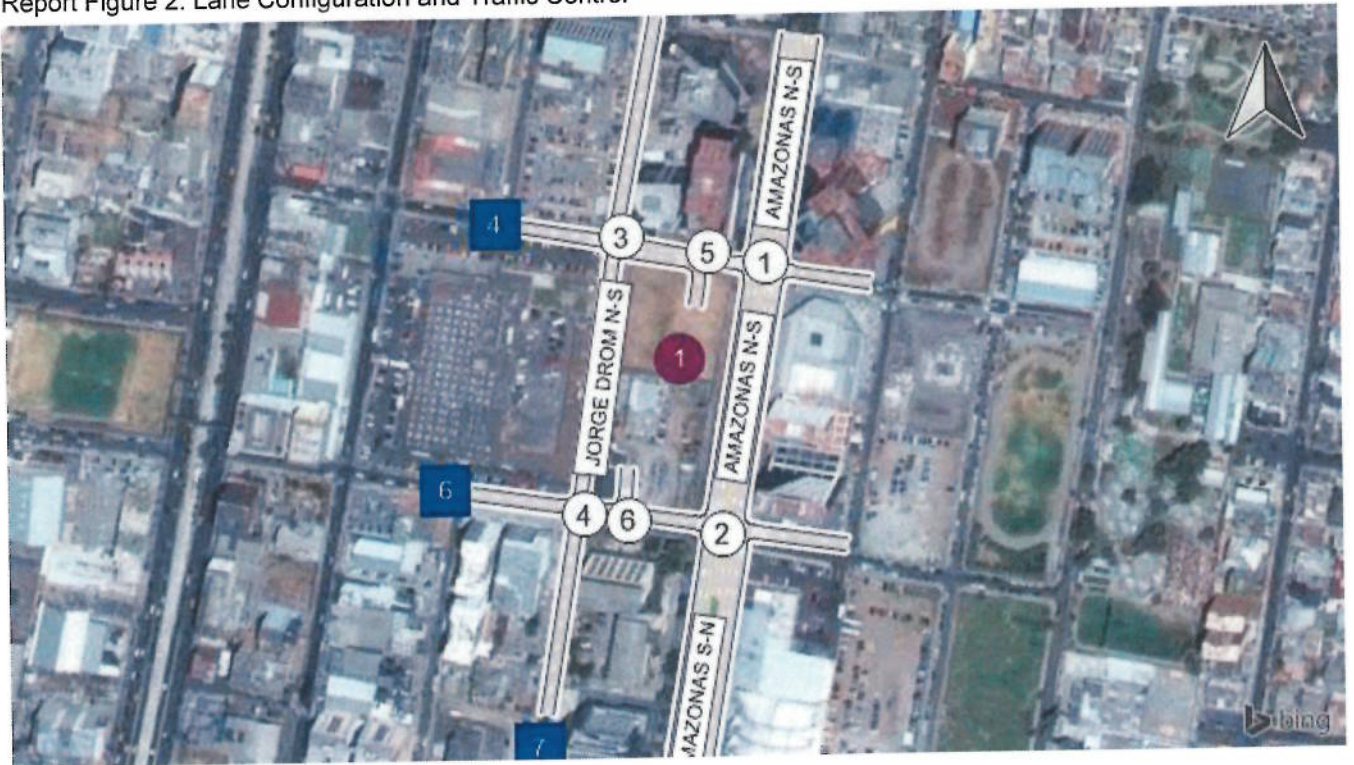 Report Figure 2: Lane Configuration and Traffic Control
AMAZONAS N-S
4
3
5
1
JORGE DROM N-S
1
AMAZONAS N-S
6
4
6
2
AMAZONAS S-N
7
bing